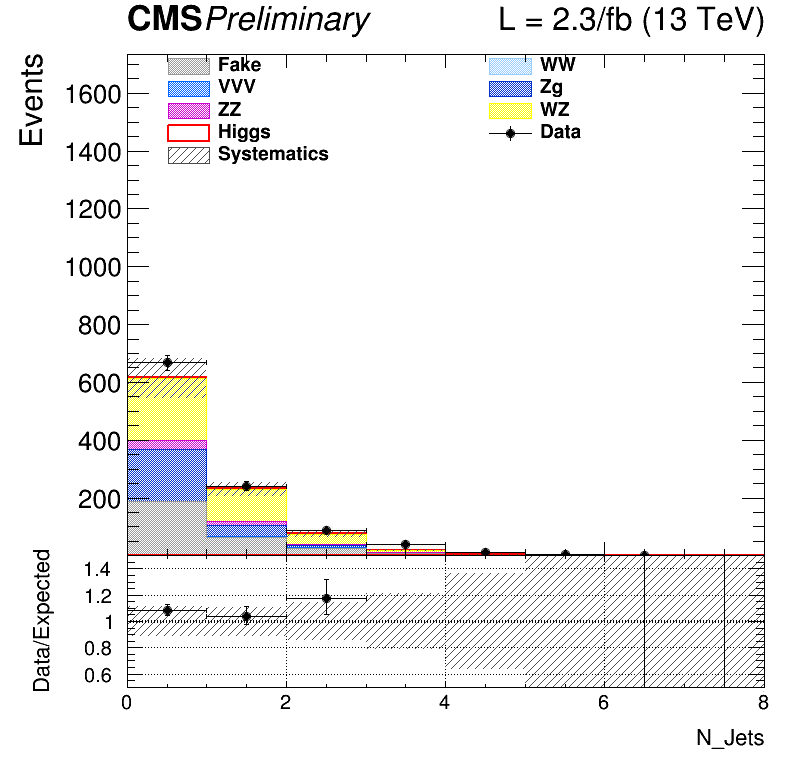 CMS Preliminary L = 2.3/fb (13 TeV)
Events
1600
1400
1200
1000
800
600
400
200
Fake WW
VVV Zg
ZZ WZ
Higgs Data
Systematics
Data/Expected
1.4
1.2
1
0.8
0.6
0 2 4 6 8
N_Jets